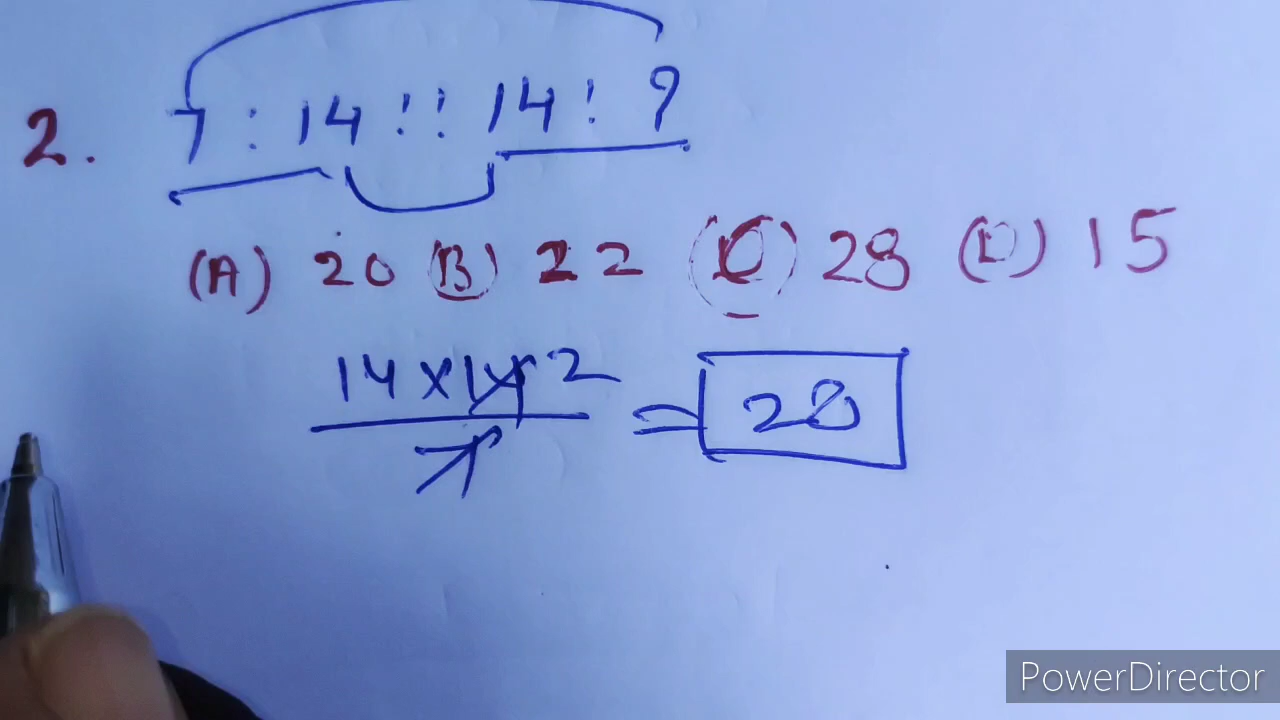 2. 7 : 14 :: 14 : ?
(A) 20 (B) 22 (C) 28 (D) 15
14 x 14 2
= 28
7
PowerDirector